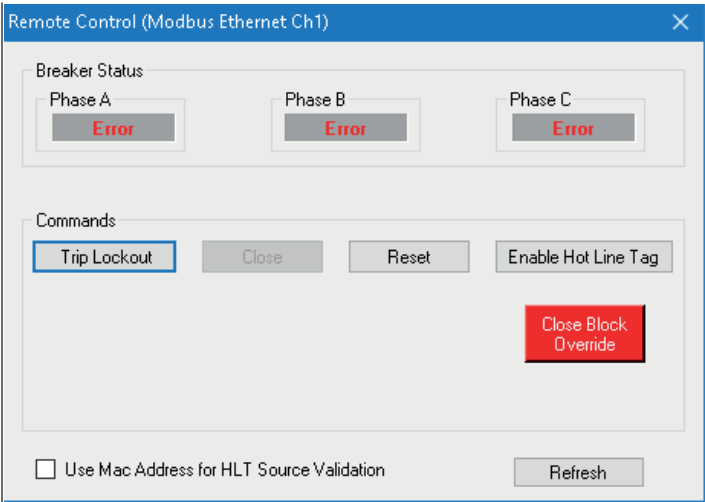 Remote Control (Modbus Ethernet Ch1)
Breaker Status
Phase A
Phase B
Phase C
Error
Error
Error
Commands
Trip Lockout
Close
Reset
Enable Hot Line Tag
Close Block
Override
Use Mac Address for HLT Source Validation
Refresh